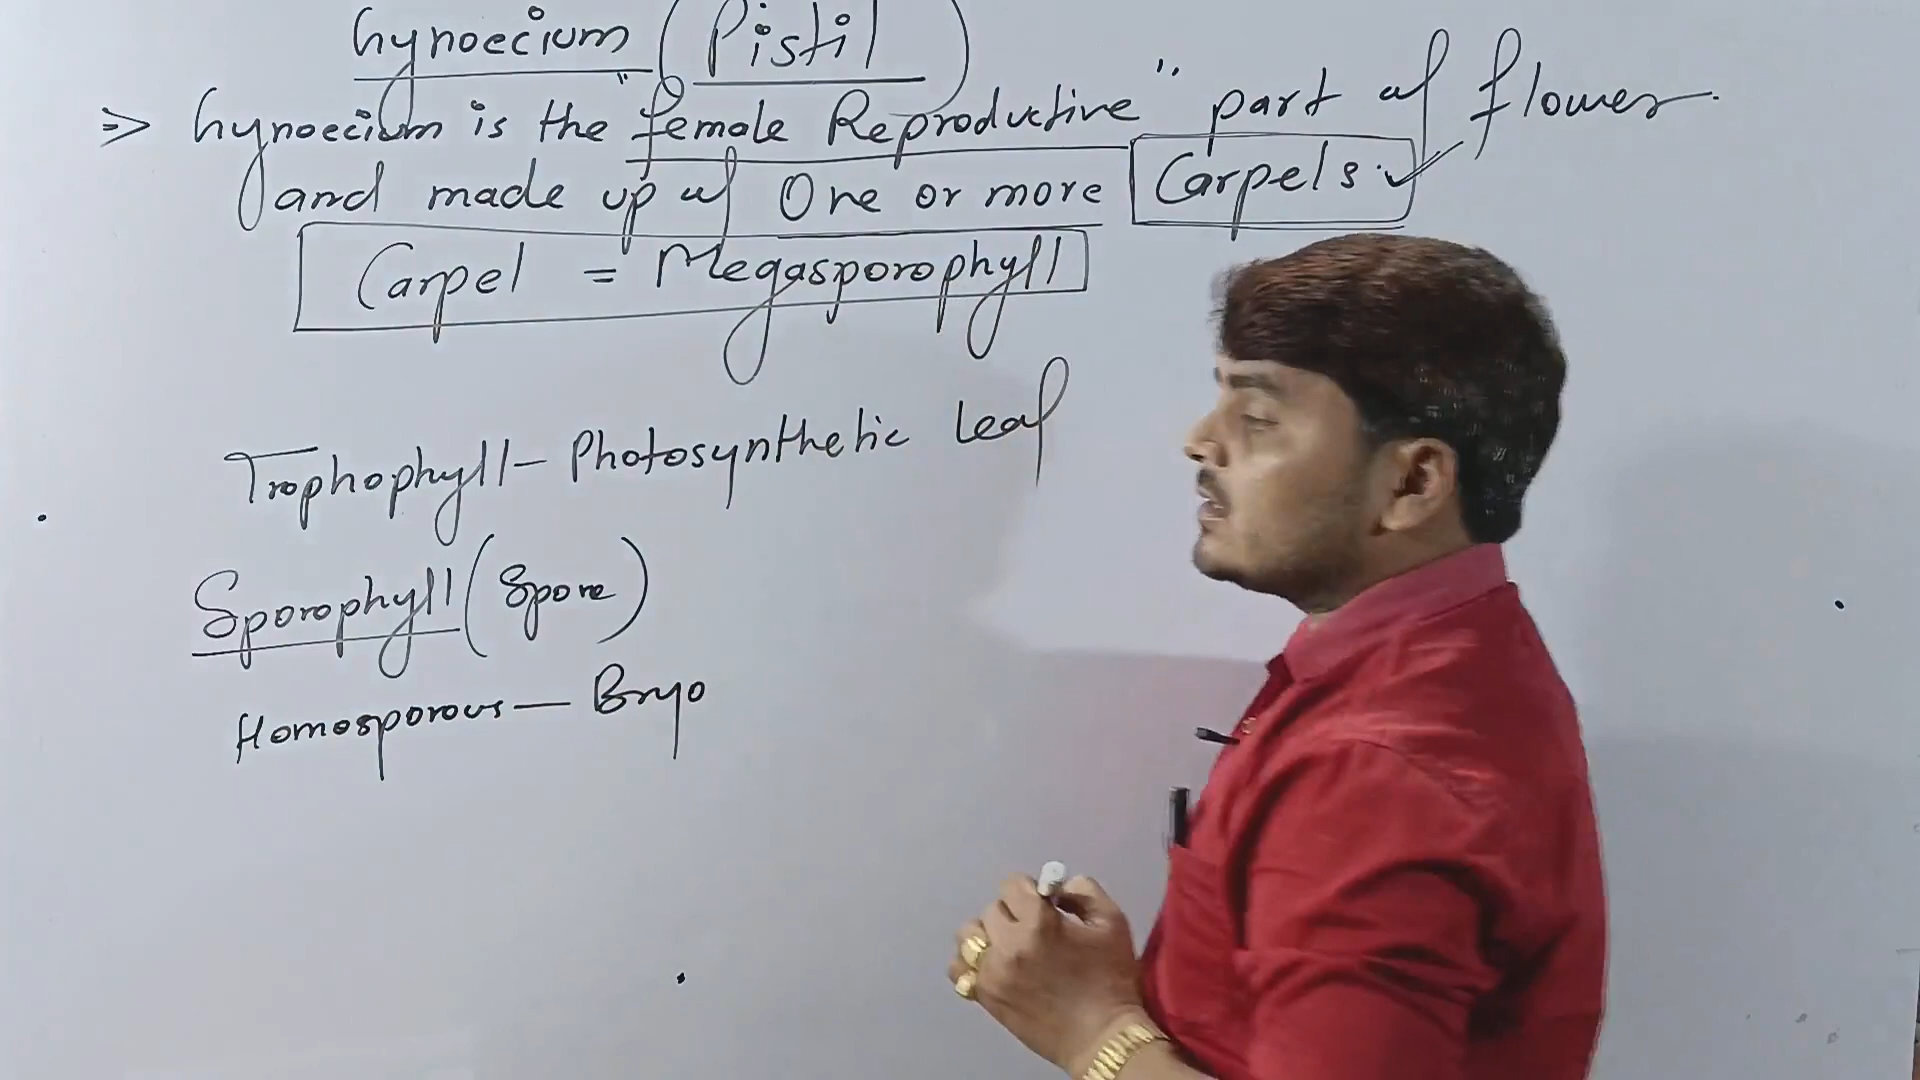 Gynoecium (Pistil)
⇒ Gynoecium is the "female Reproductive" part of flower.
and made up of One or more Carpels.
Carpel = Megasporophyll
Trophophyll - Photosynthetic Leaf
Sporophyll (Spore)
Homosporous — Bryo